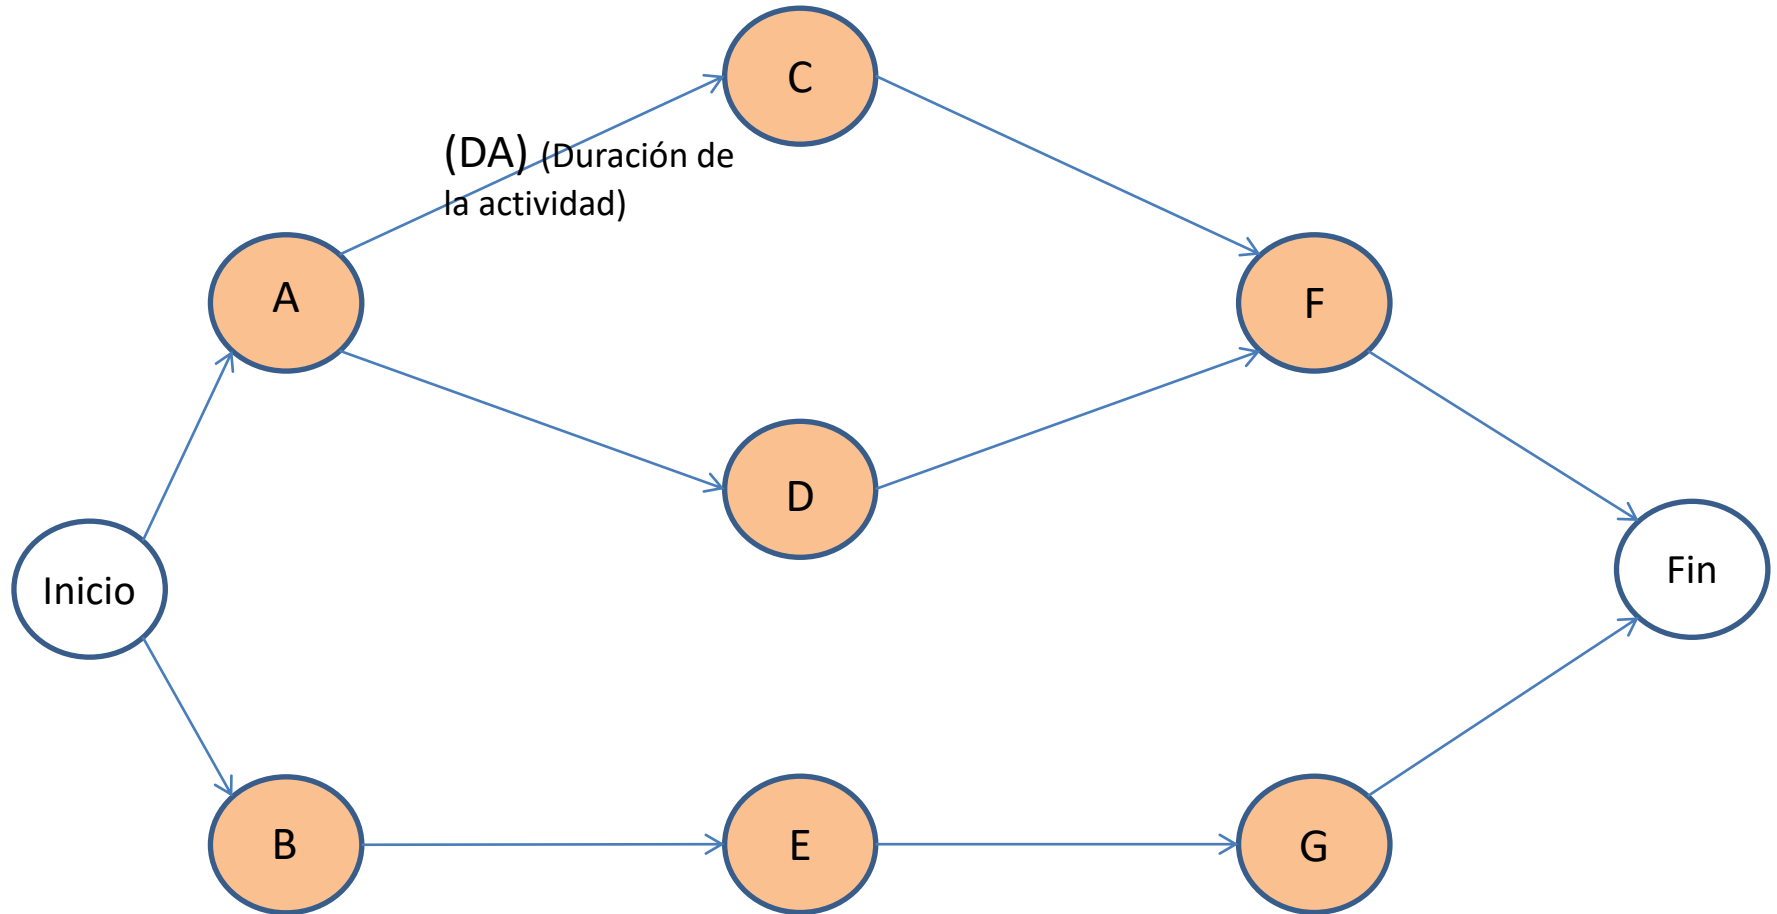 C
(DA) (Duración de
la actividad)
A
F
D
Inicio
Fin
B
E
G